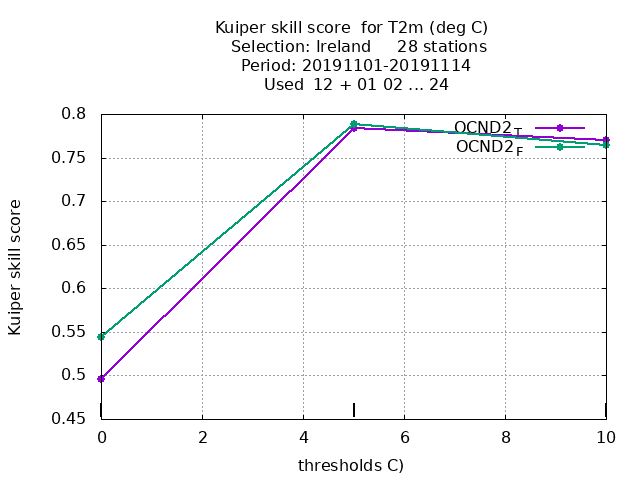 Kuiper skill score  for T2m (deg C)
Selection: Ireland     28 stations
Period: 20191101-20191114
Used  12 + 01 02 ... 24
0.8
0.75
0.7
0.65
0.6
0.55
0.5
0.45
Kuiper skill score
OCND2_T
OCND2_F
0 2 4 6 8 10
thresholds C)